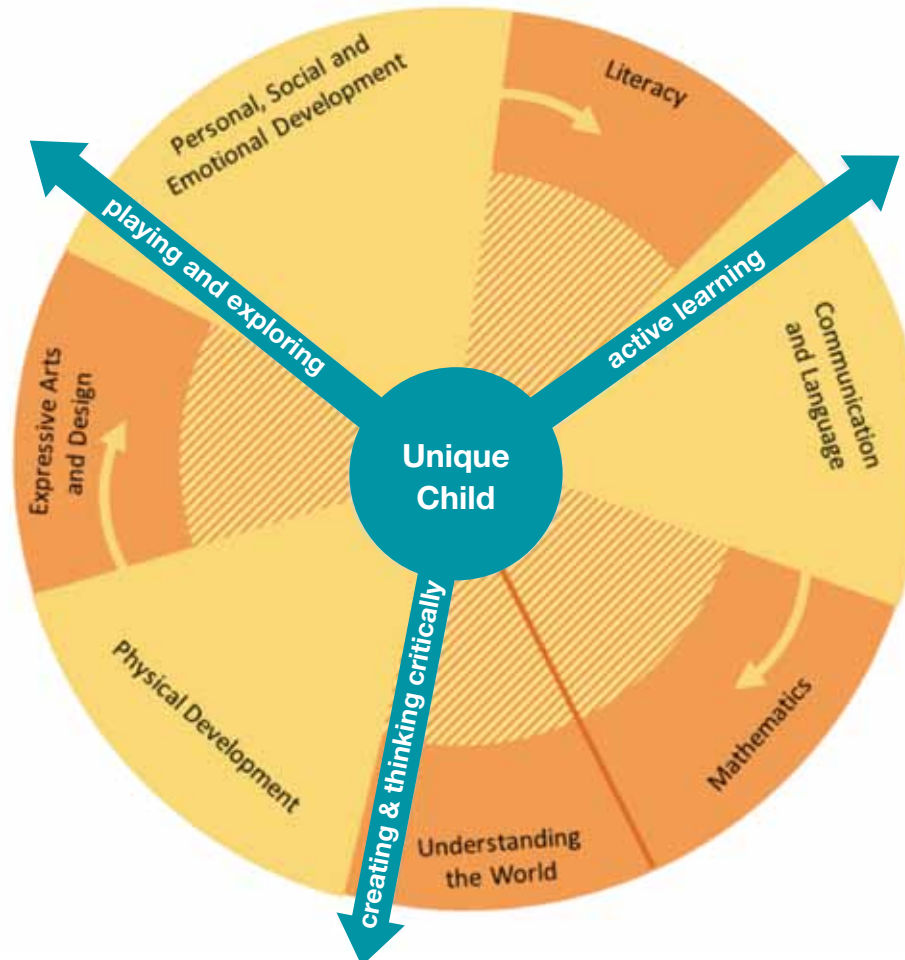 Personal, Social and
Emotional Development
Literacy
playing and exploring
active learning
Communication
and Language
Expressive Arts
and Design
Unique
Child
creating & thinking critically
Physical Development
Mathematics
Understanding
the World